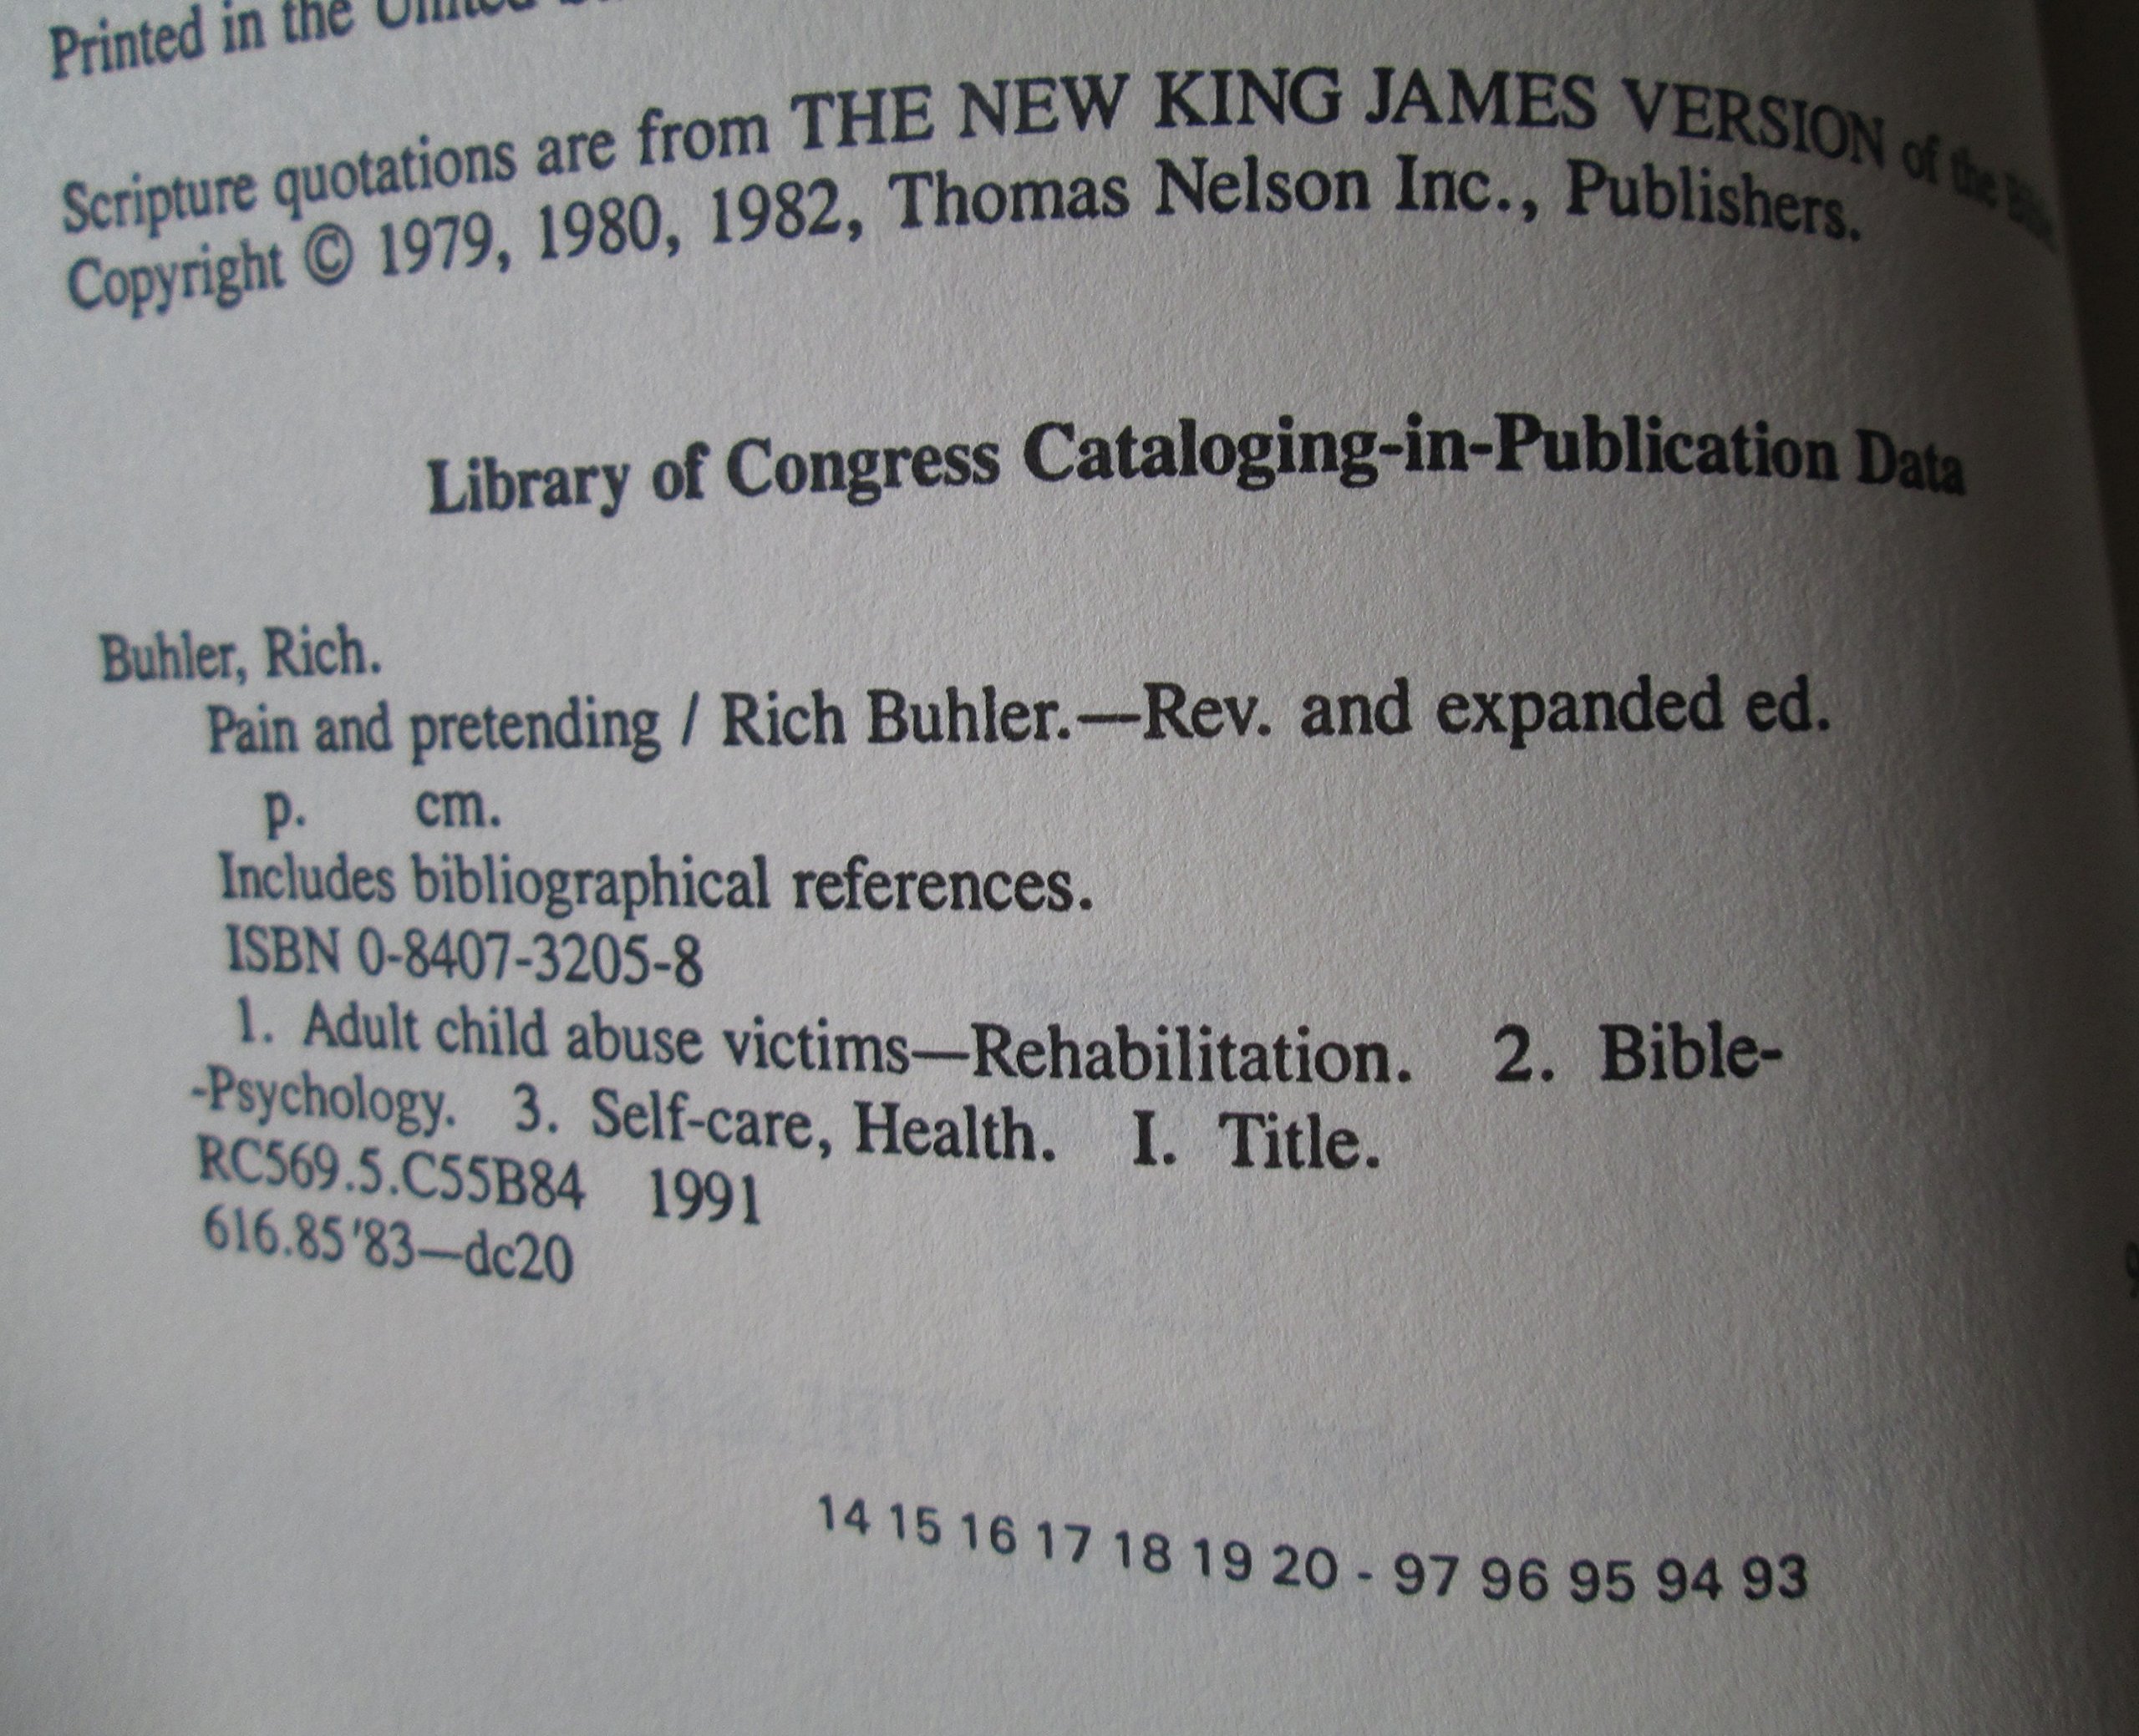 Printed in the United
Scripture quotations are from THE NEW KING JAMES VERSION of the Bible
Copyright © 1979, 1980, 1982, Thomas Nelson Inc., Publishers.
Library of Congress Cataloging-in-Publication Data
Buhler, Rich.
Pain and pretending / Rich Buhler.—Rev. and expanded ed.
p. cm.
Includes bibliographical references.
ISBN 0-8407-3205-8
1. Adult child abuse victims—Rehabilitation. 2. Bible-
-Psychology. 3. Self-care, Health. I. Title.
RC569.5.C55B84 1991
616.85'83—dc20
14 15 16 17 18 19 20 - 97 96 95 94 93